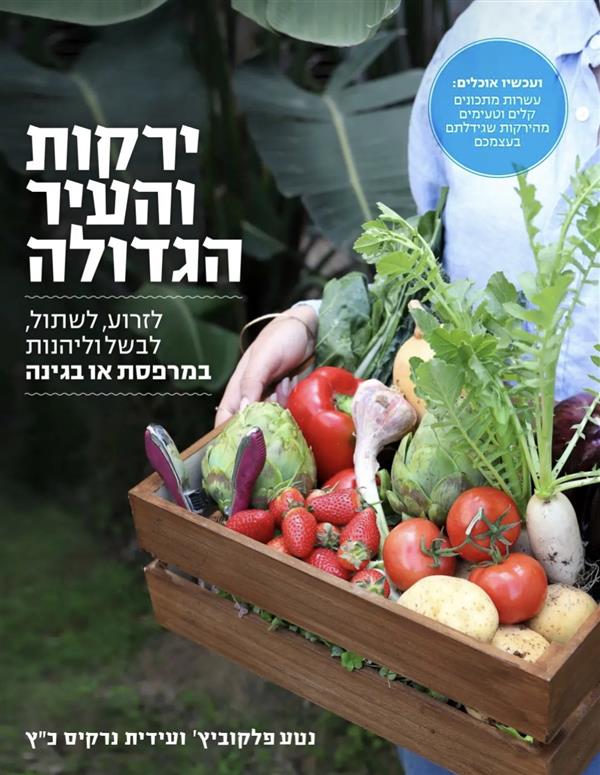 ועכשיו אוכלים:
עשרות מתכונים
קלים וטעימים
מהירקות שגידלתם
בעצמכם
ירקות
והעיר
הגדולה
לזרוע, לשתול,
לבשל וליהנות
במרפסת או בגינה
נטע פלקוביץ' ועידית נרקיס כ"ץ